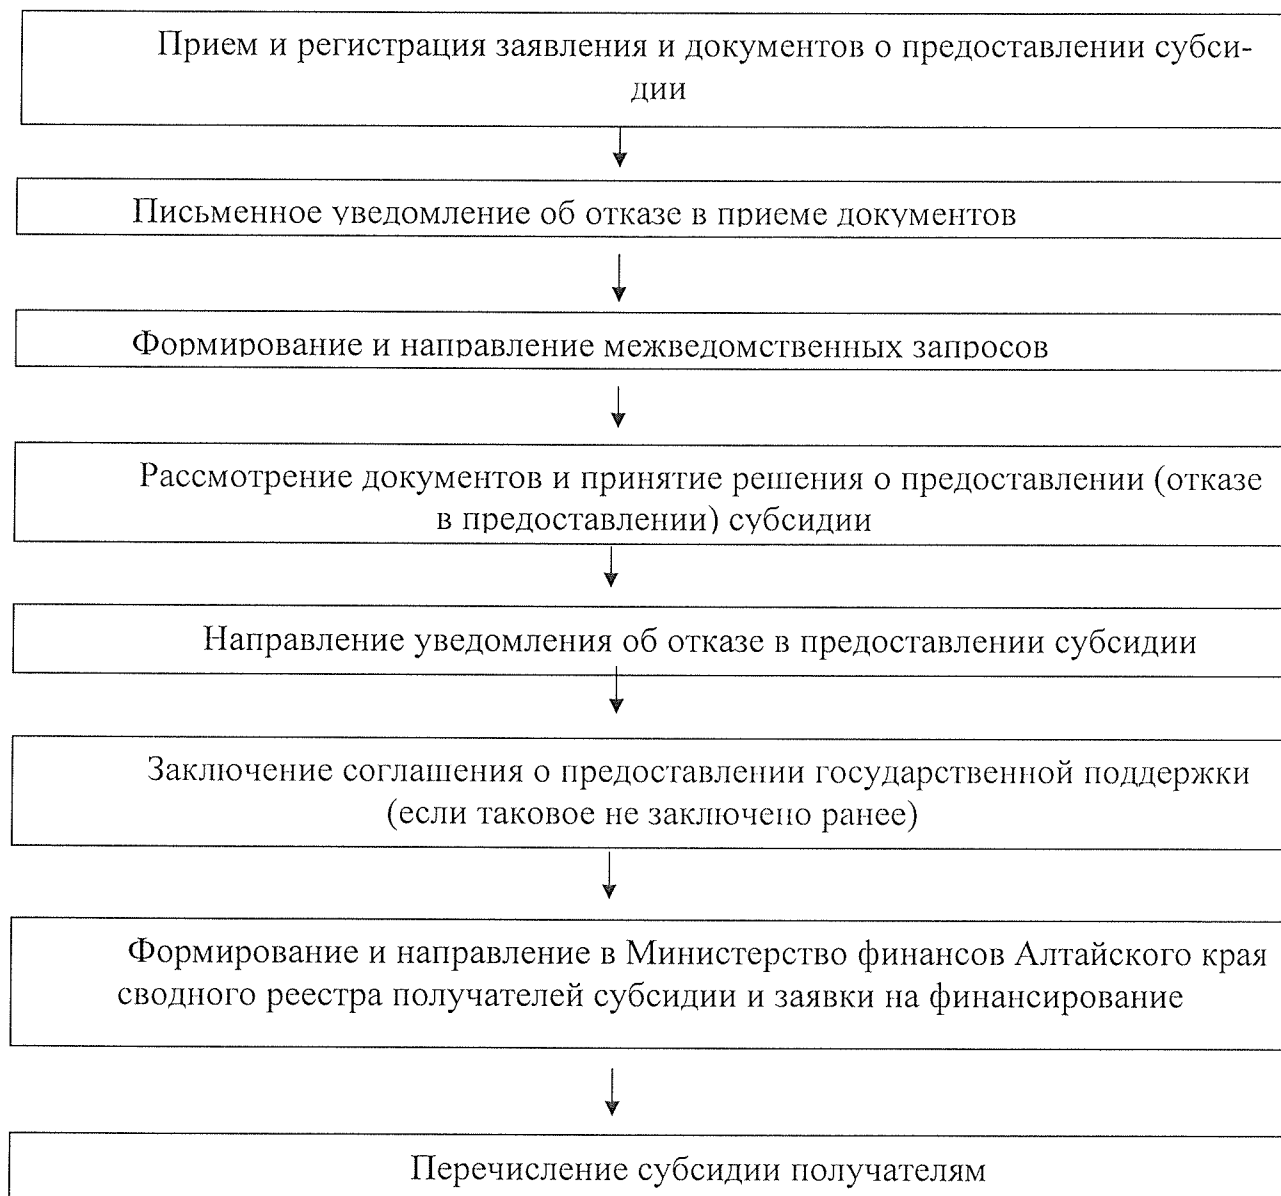 Прием и регистрация заявления и документов о предоставлении субси-
дии
Письменное уведомление об отказе в приеме документов
Формирование и направление межведомственных запросов
Рассмотрение документов и принятие решения о предоставлении (отказе
в предоставлении) субсидии
Направление уведомления об отказе в предоставлении субсидии
Заключение соглашения о предоставлении государственной поддержки
(если таковое не заключено ранее)
Формирование и направление в Министерство финансов Алтайского края
сводного реестра получателей субсидии и заявки на финансирование
Перечисление субсидии получателям